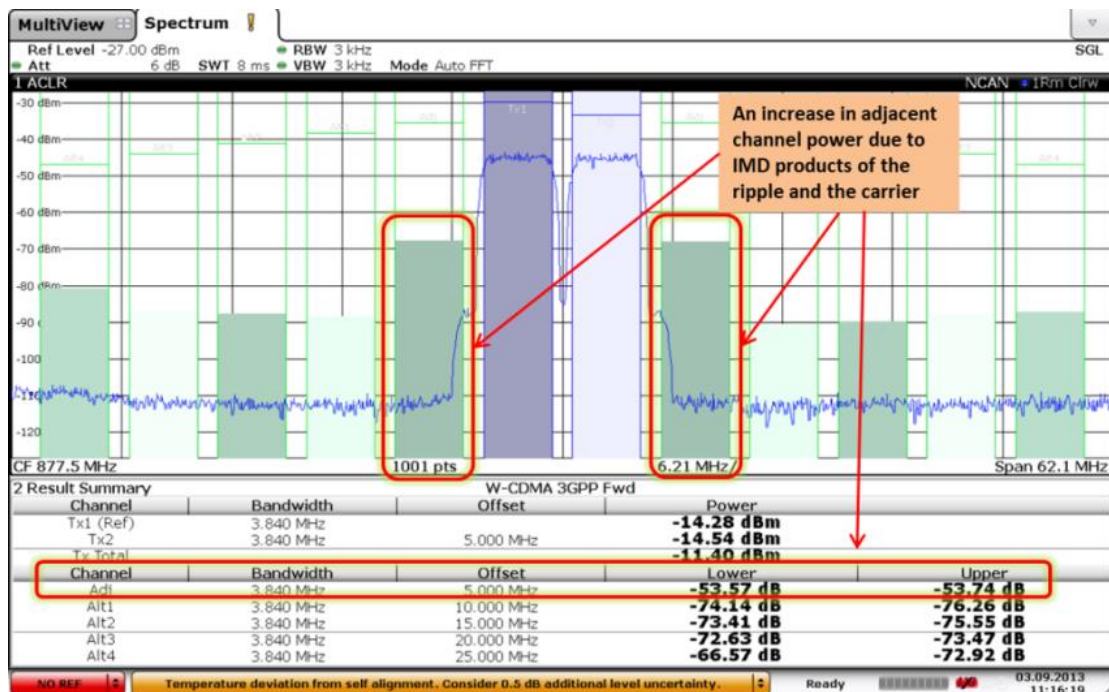 MultiView Spectrum
Ref Level -27.00 dBm RBW 3 kHz SGL
Att 6 dB SWT 8 ms VBW 3 kHz Mode Auto FFT
1 ACLR NCAN 1Rm Clrw
-30 dBm
Tx1
-40 dBm
-50 dBm
-60 dBm
-70 dBm
-80 dBm
-90
-100
-110
-120
An increase in adjacent
channel power due to
IMD products of the
ripple and the carrier
CF 877.5 MHz 1001 pts 6.21 MHz/ Span 62.1 MHz
2 Result Summary W-CDMA 3GPP Fwd
Channel Bandwidth Offset Power
Tx1 (Ref) 3.840 MHz -14.28 dBm
Tx2 3.840 MHz 5.000 MHz -14.54 dBm
Tx Total -11.40 dBm
Channel Bandwidth Offset Lower Upper
Adj 3.840 MHz 5.000 MHz -53.57 dB -53.74 dB
Alt1 3.840 MHz 10.000 MHz -74.14 dB -76.26 dB
Alt2 3.840 MHz 15.000 MHz -73.41 dB -75.55 dB
Alt3 3.840 MHz 20.000 MHz -72.63 dB -73.47 dB
Alt4 3.840 MHz 25.000 MHz -66.57 dB -72.92 dB
NO REF Temperature deviation from self alignment. Consider 0.5 dB additional level uncertainty. Ready 03.09.2013
11:16:19